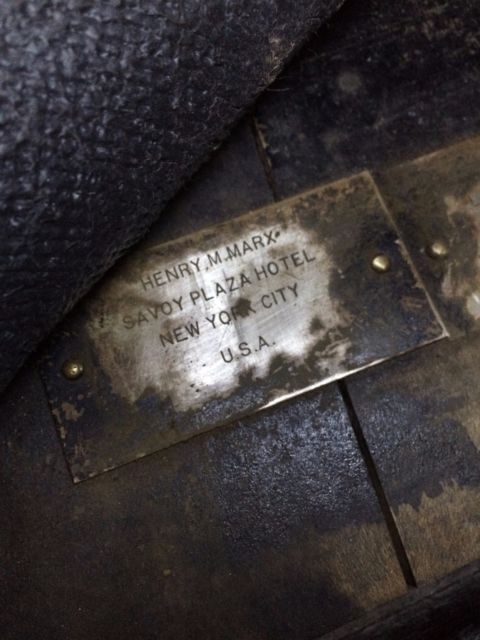 HENRY.M.MARX.
SAVOY PLAZA HOTEL
NEW YORK CITY
U.S.A.